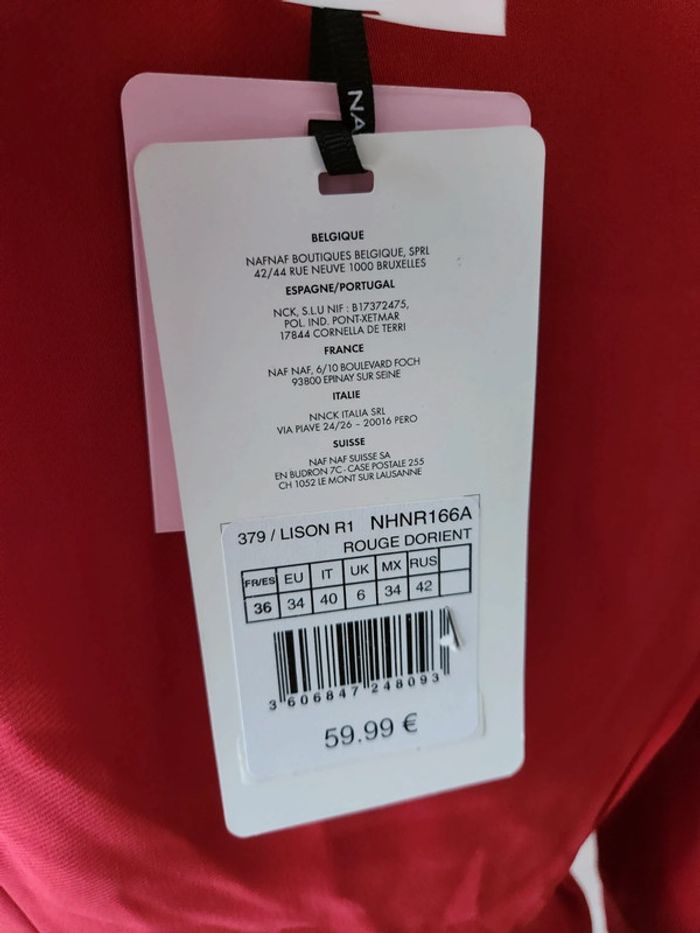 NA
BELGIQUE
NAFNAF BOUTIQUES BELGIQUE, SPRL
42/44 RUE NEUVE 1000 BRUXELLES
ESPAGNE/PORTUGAL
NCK, S.L.U NIF : B17372475,
POL. IND. PONT-XETMAR
17844 CORNELLA DE TERRI
FRANCE
NAF NAF, 6/10 BOULEVARD FOCH
93800 EPINAY SUR SEINE
ITALIE
NNCK ITALIA SRL
VIA PIAVE 24/26 – 20016 PERO
SUISSE
NAF NAF SUISSE SA
EN BUDRON 7C - CASE POSTALE 255
CH 1052 LE MONT SUR LAUSANNE
379 / LISON R1 NHNR166A
ROUGE DORIENT
FR/ES EU IT UK MX RUS
36 34 40 6 34 42
3 606847 248093
59.99 €